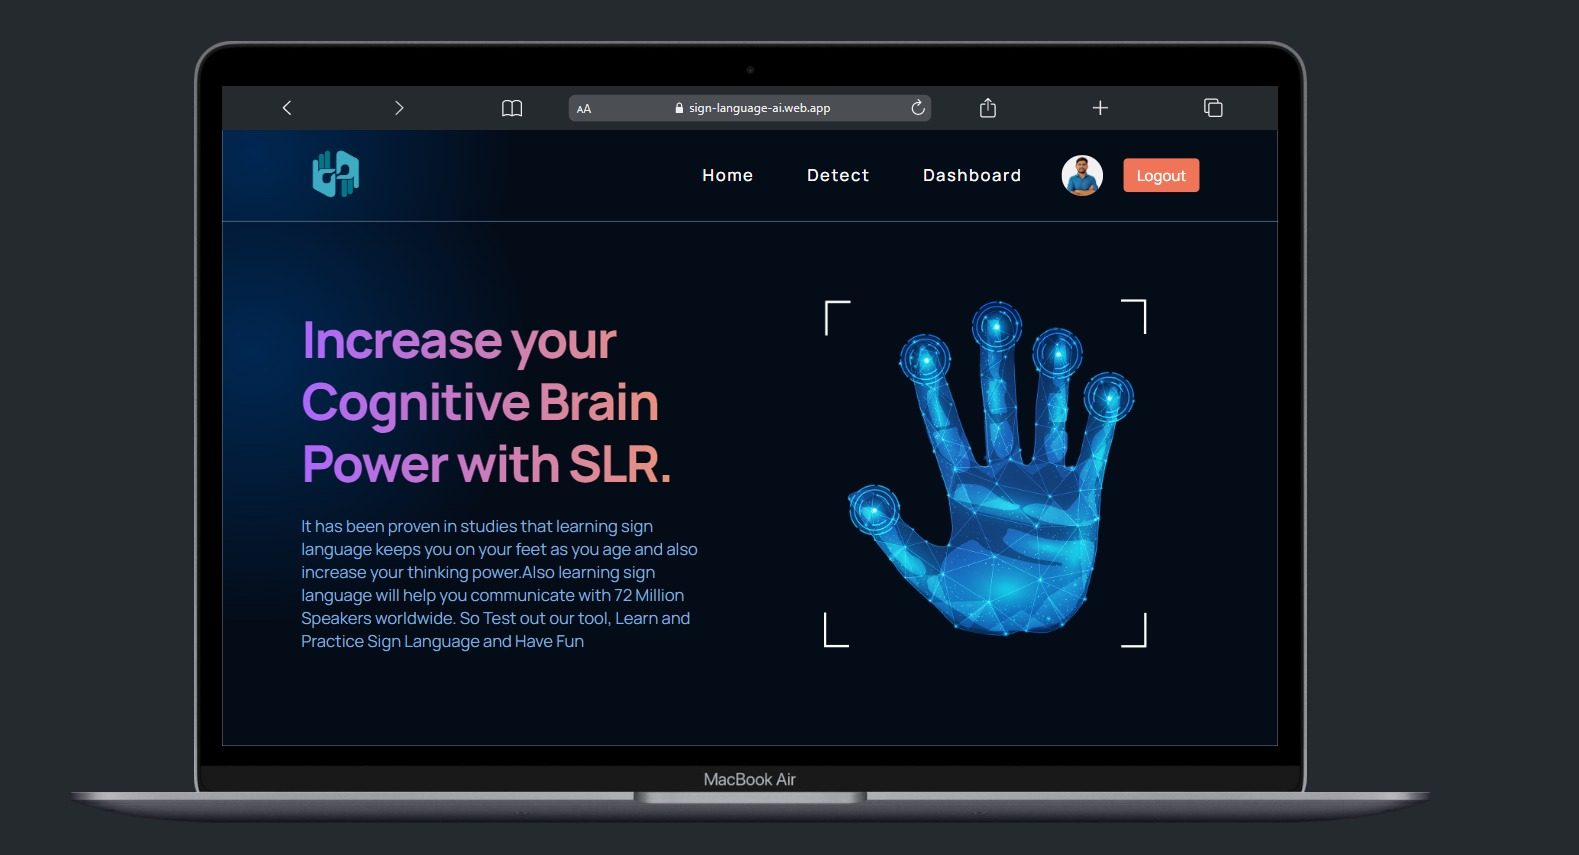 AA
sign-language-ai.web.app
Home
Detect
Dashboard
Logout
Increase your
Cognitive Brain
Power with SLR.
It has been proven in studies that learning sign
language keeps you on your feet as you age and also
increase your thinking power.Also learning sign
language will help you communicate with 72 Million
Speakers worldwide. So Test out our tool, Learn and
Practice Sign Language and Have Fun
MacBook Air